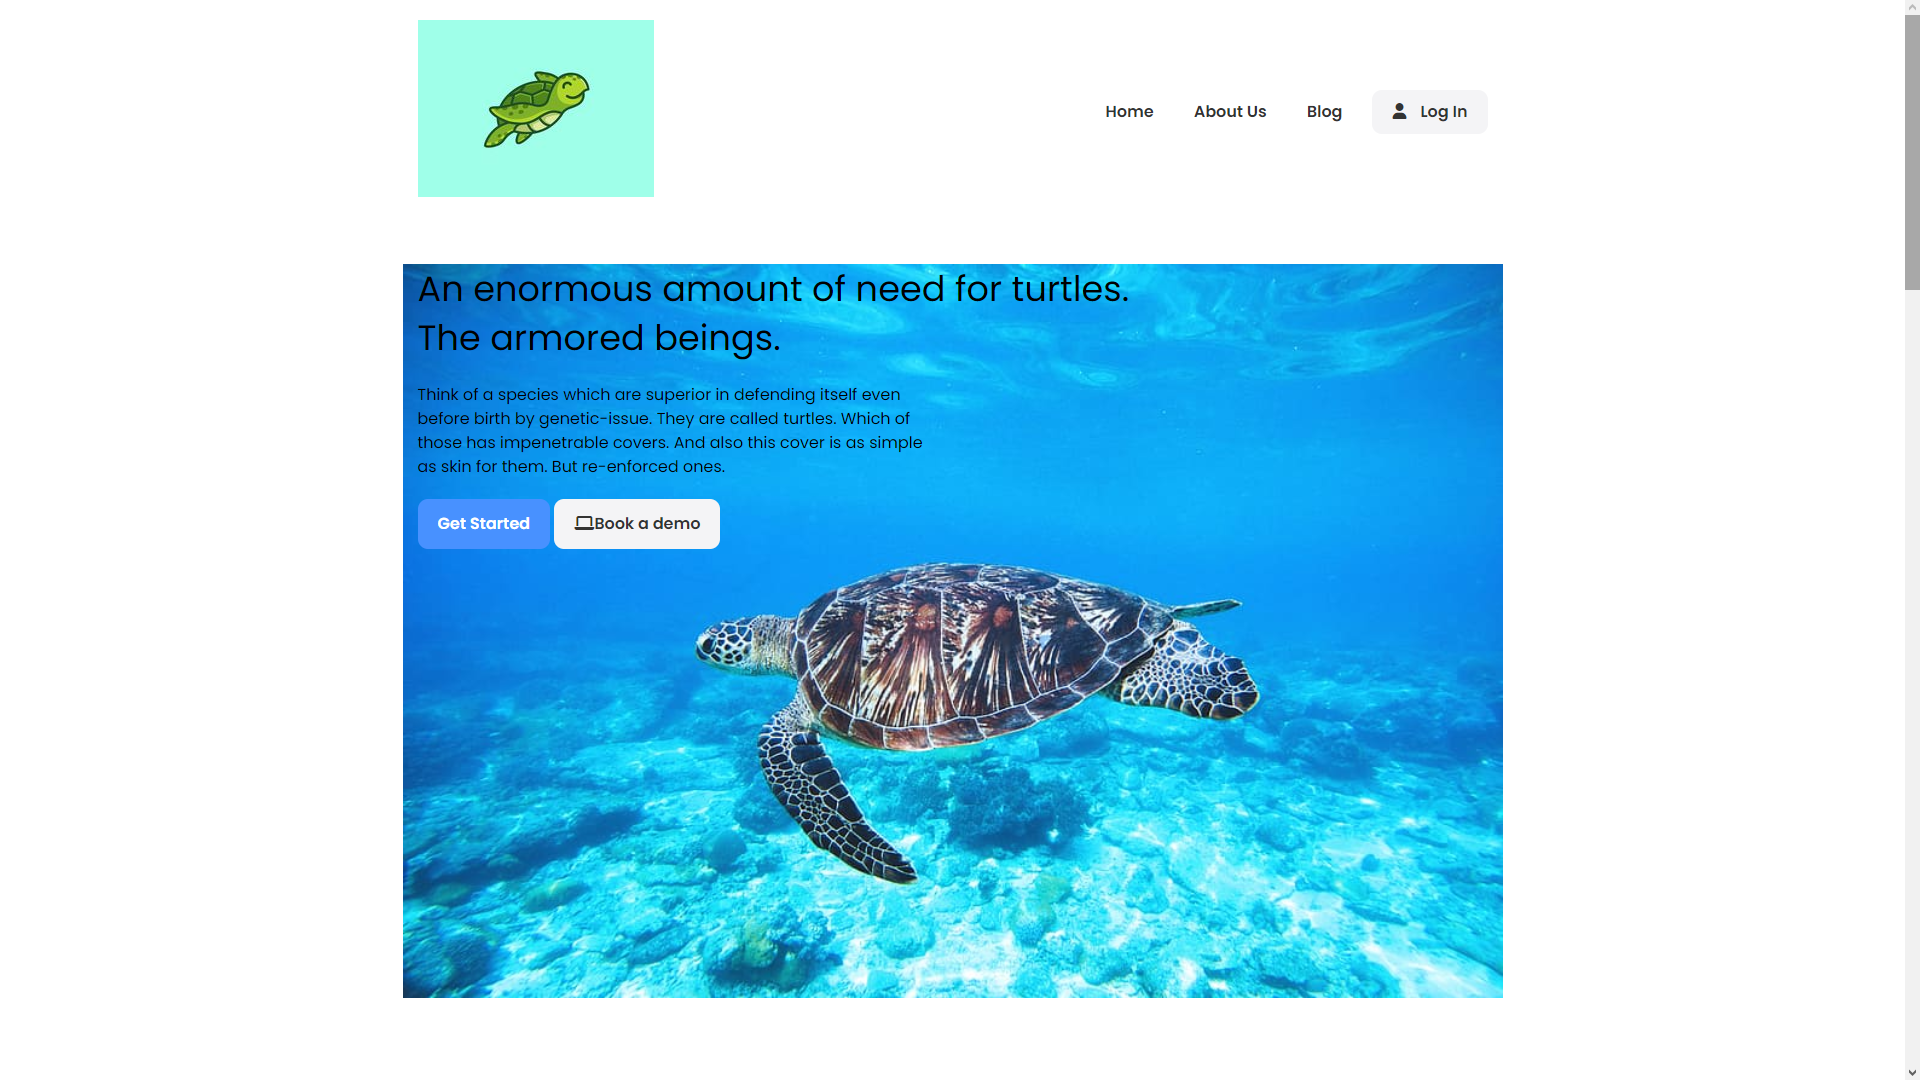 Home
About Us
Blog
Log In
An enormous amount of need for turtles.
The armored beings.
Think of a species which are superior in defending itself even
before birth by genetic-issue. They are called turtles. Which of
those has impenetrable covers. And also this cover is as simple
as skin for them. But re-enforced ones.
Get Started
Book a demo